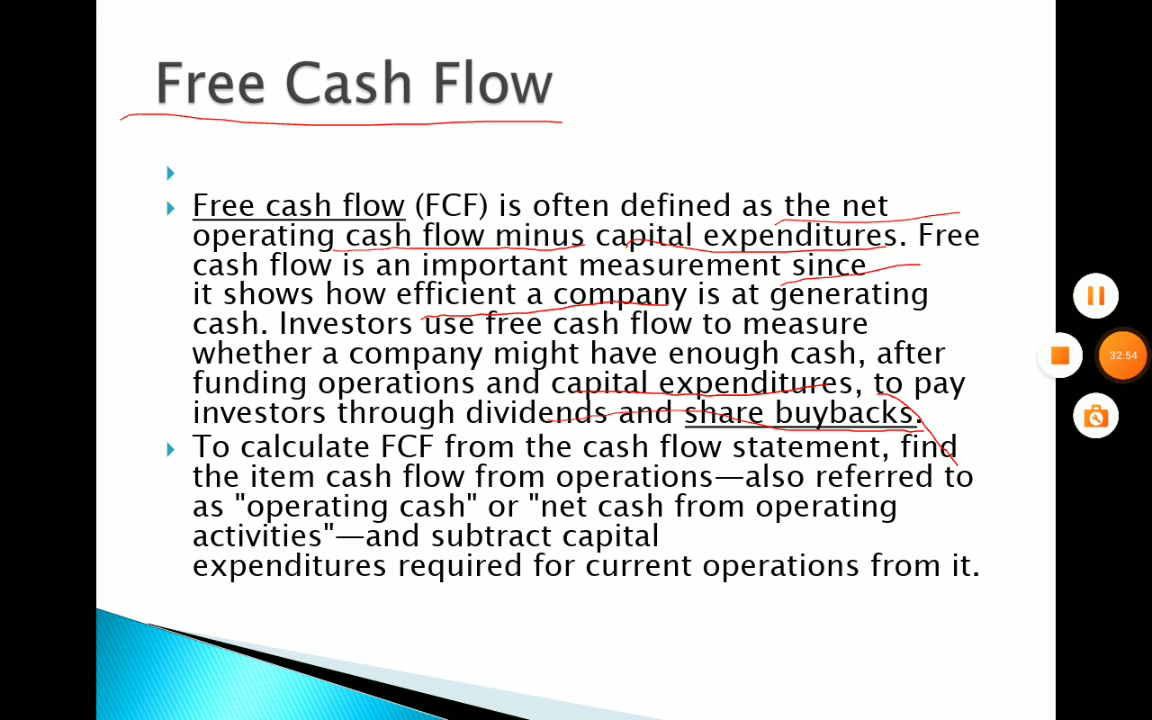 Free Cash Flow
Free cash flow (FCF) is often defined as the net
operating cash flow minus capital expenditures. Free
cash flow is an important measurement since
it shows how efficient a company is at generating
cash. Investors use free cash flow to measure
whether a company might have enough cash, after
funding operations and capital expenditures, to pay
investors through dividends and share buybacks.
To calculate FCF from the cash flow statement, find
the item cash flow from operations—also referred to
as "operating cash" or "net cash from operating
activities"—and subtract capital
expenditures required for current operations from it.
32:54